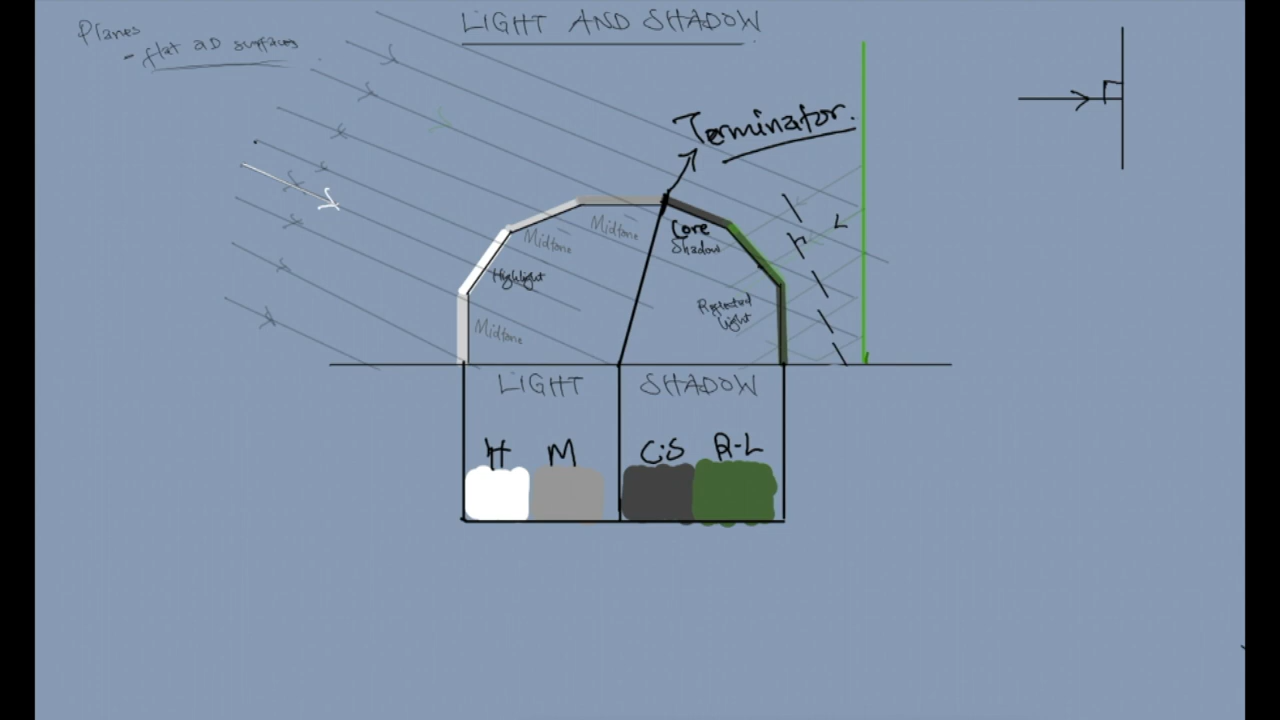 Planes
- flat 2D surfaces
LIGHT AND SHADOW
Terminator.
Midtone
Midtone
Core
Shadow
Highlight
Midtone
Reflected
Light
LIGHT
SHADOW
H
M
C.S
R-L